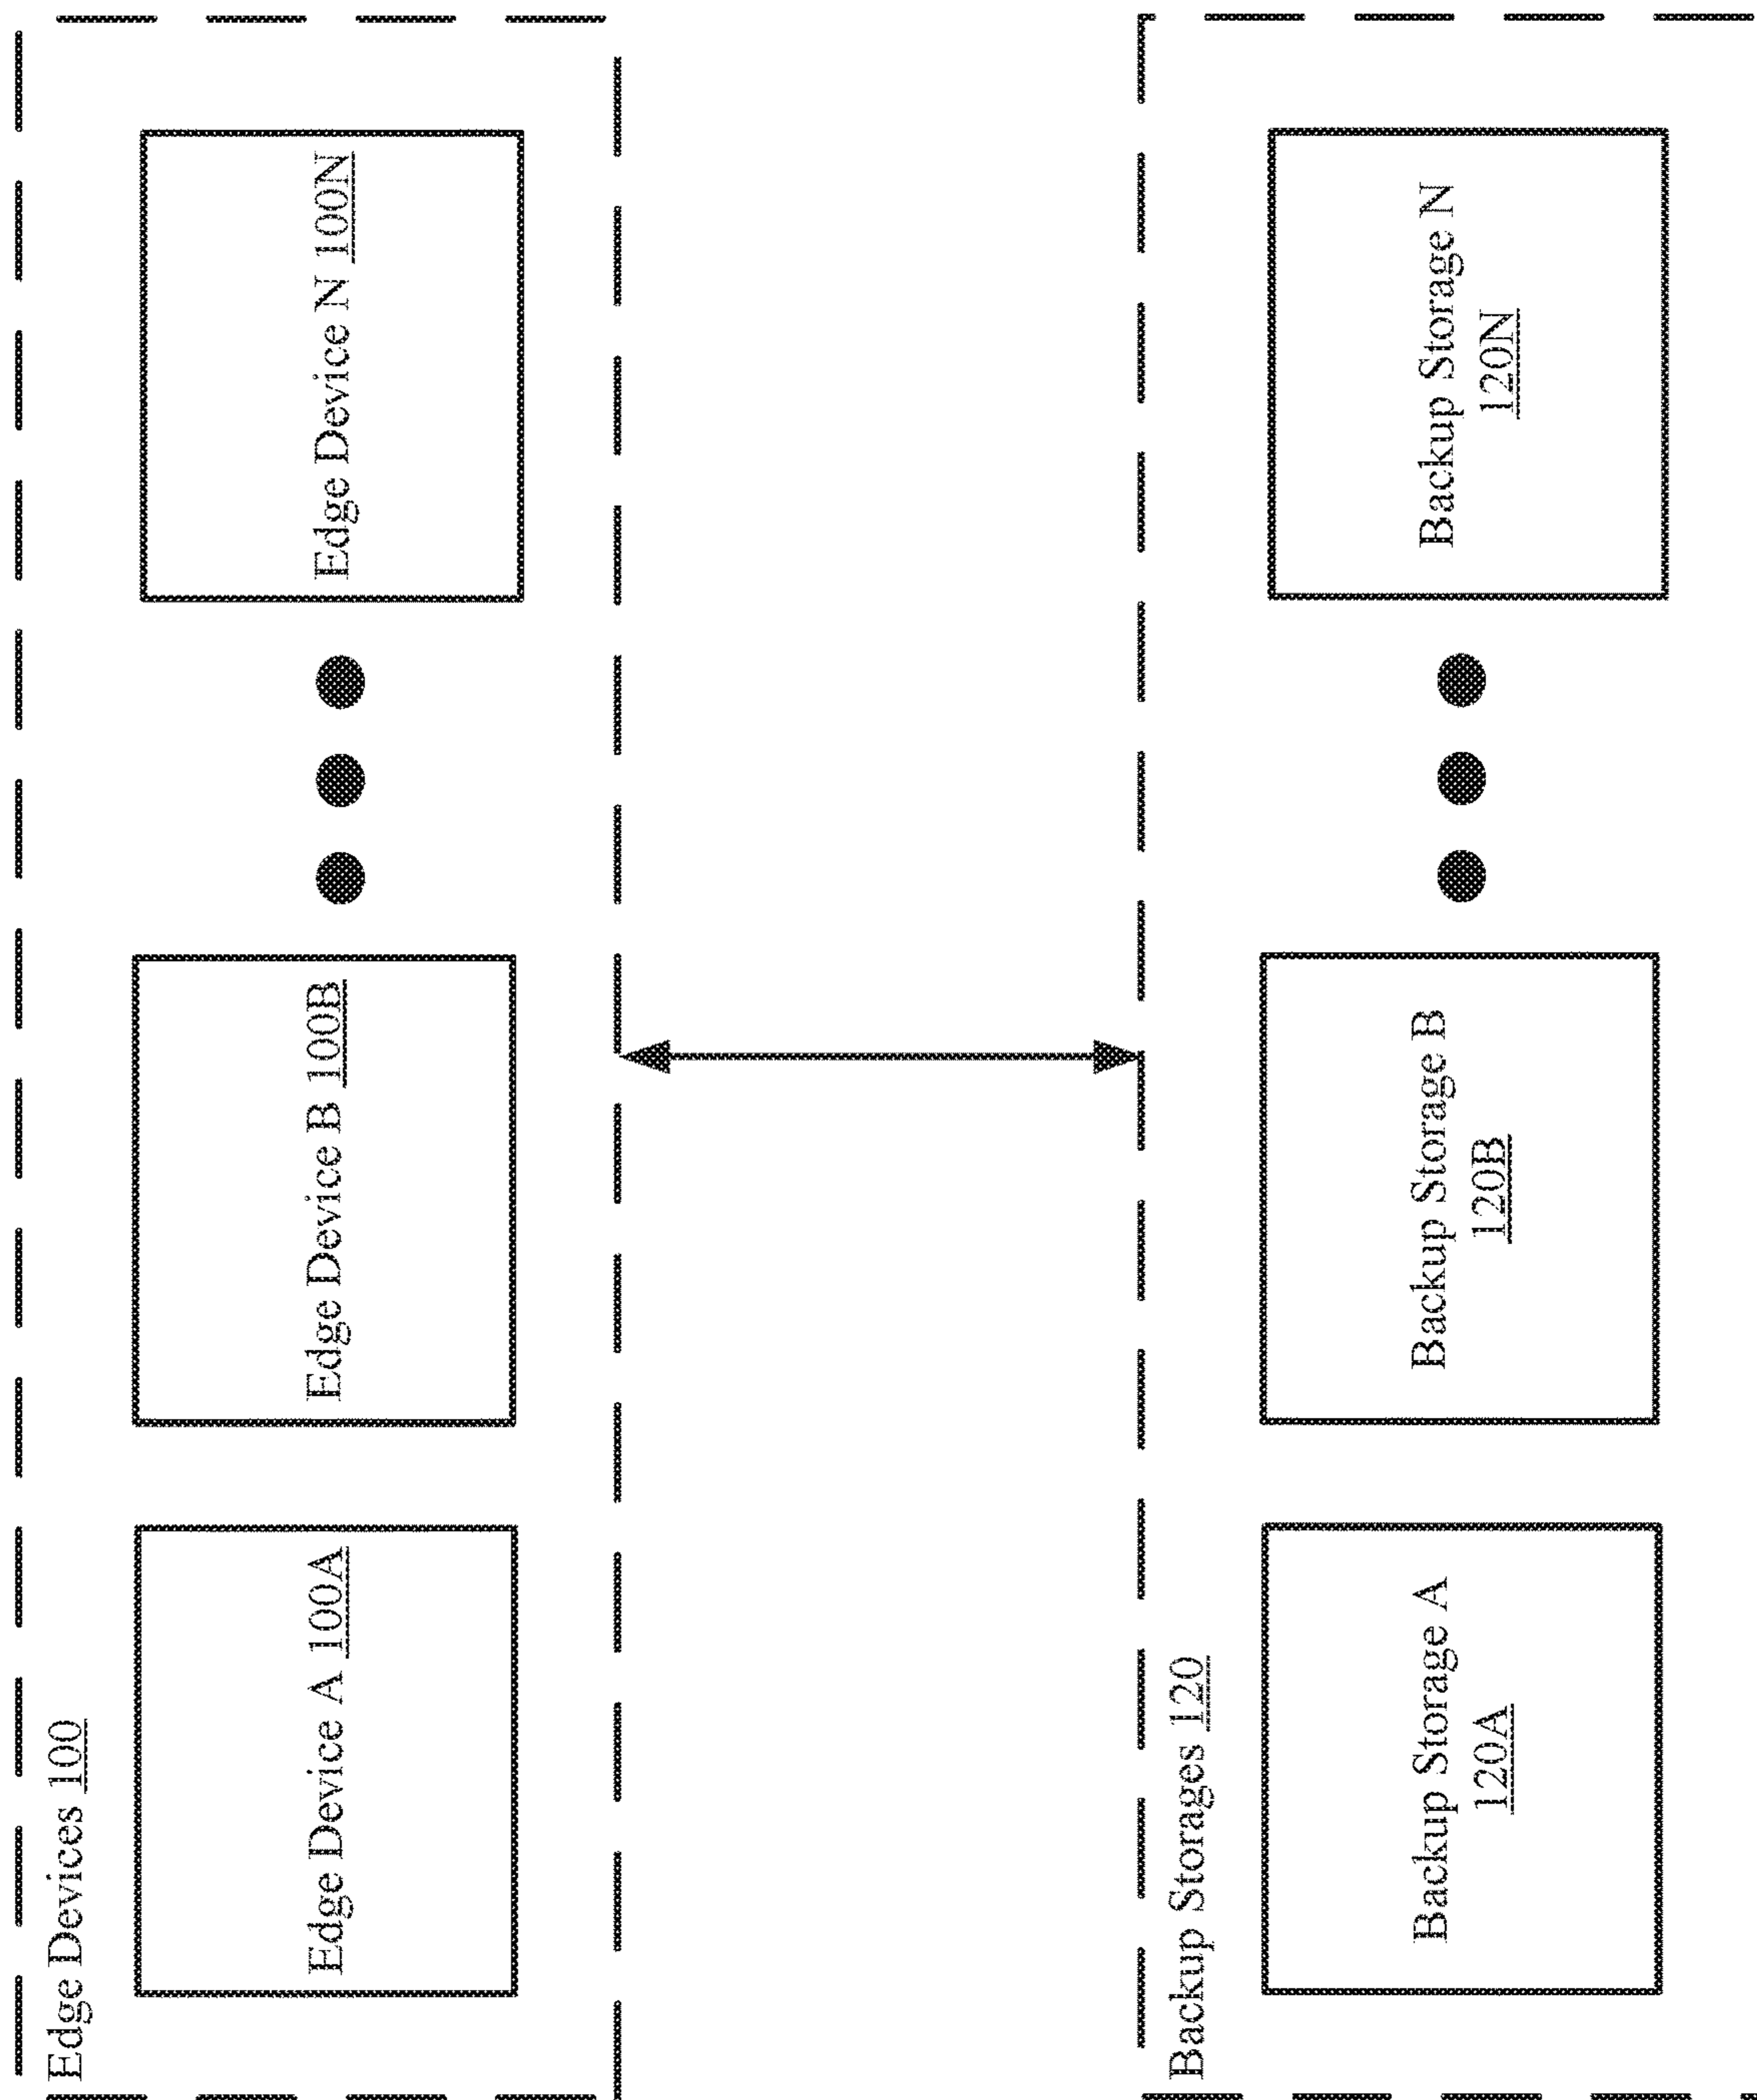 Edge Devices 100
Edge Device A 100A
Edge Device B 100B
Edge Device N 100N
Backup Storages 120
Backup Storage A
120A
Backup Storage B
120B
Backup Storage N
120N